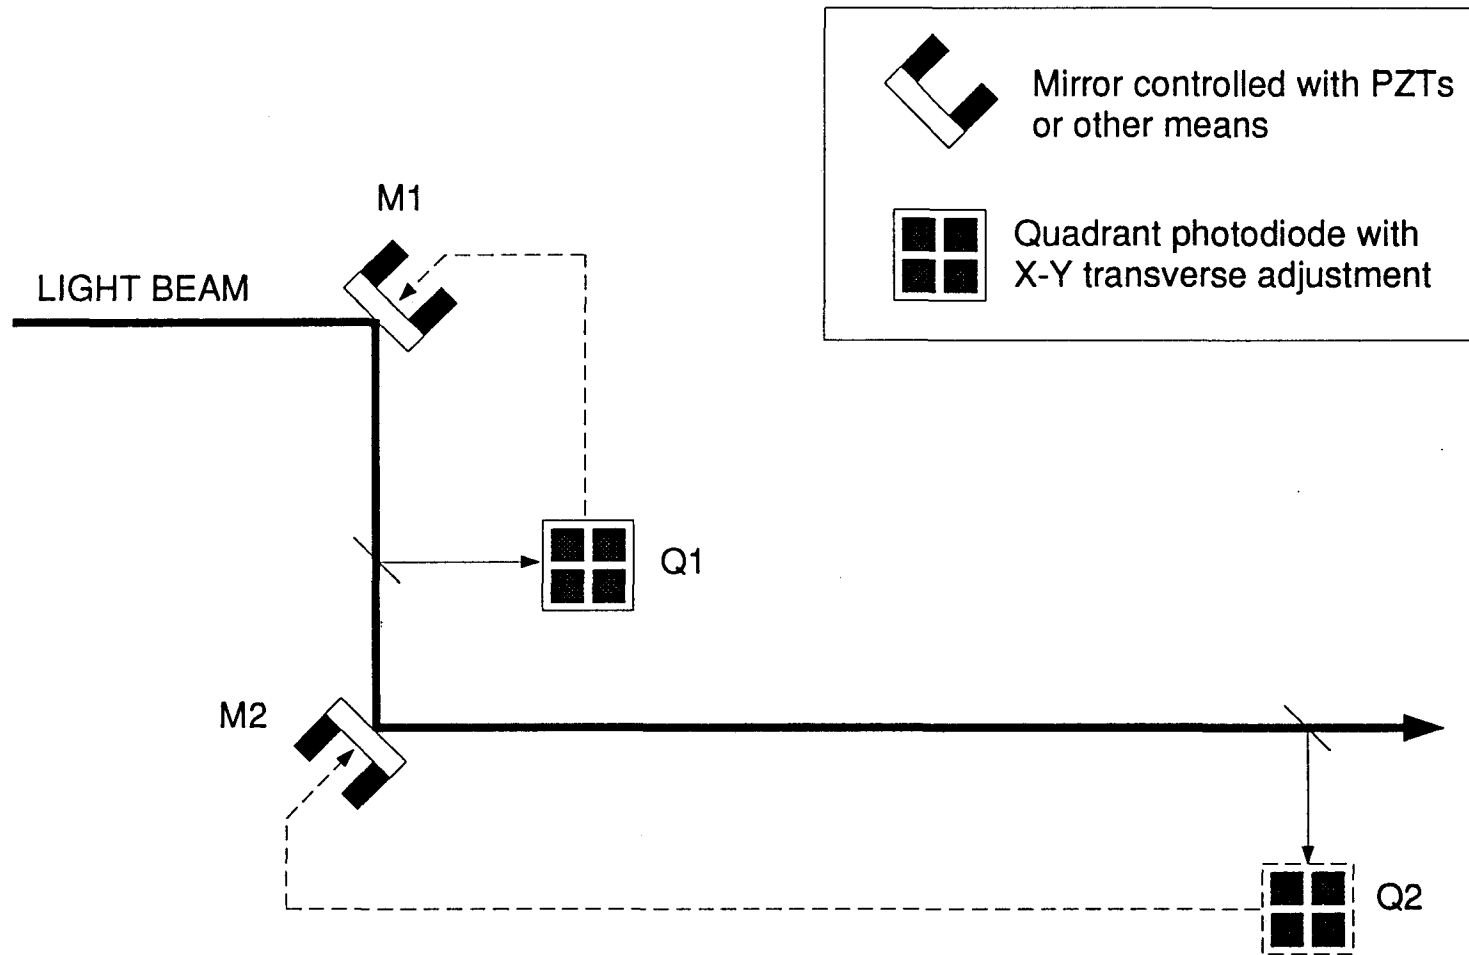 Mirror controlled with PZTs
or other means
Quadrant photodiode with
X-Y transverse adjustment
M1
LIGHT BEAM
Q1
M2
Q2